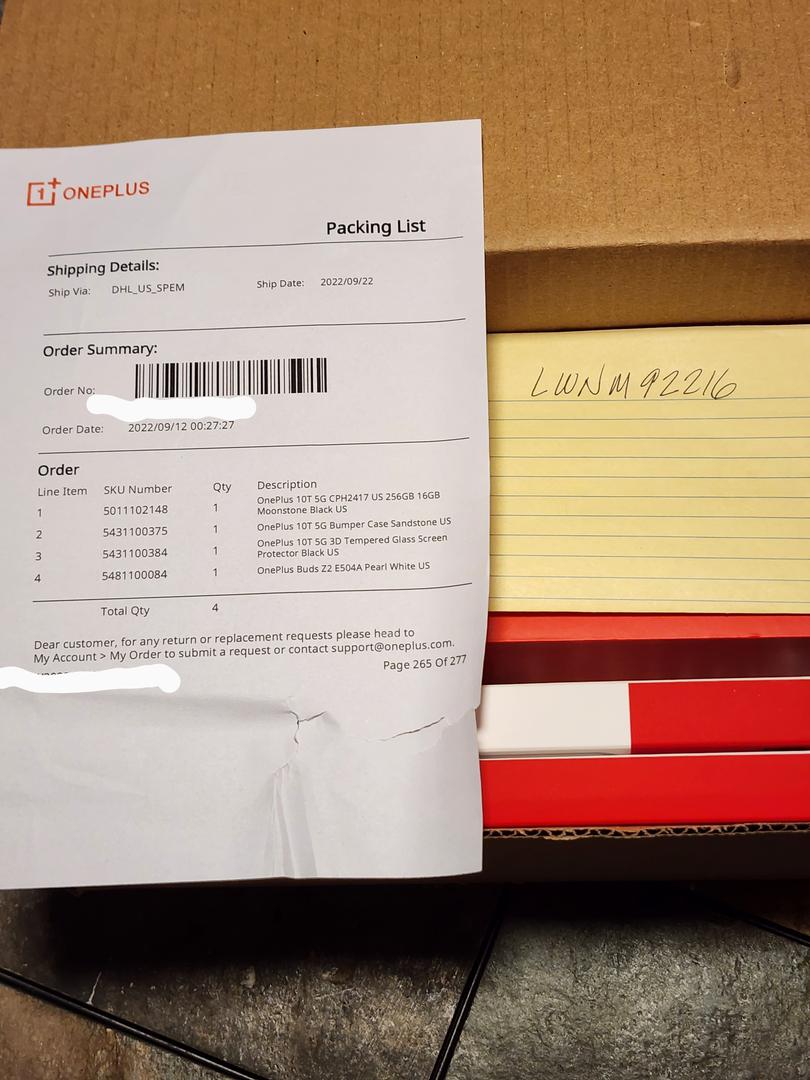 1+ ONEPLUS
Packing List
Shipping Details:
Ship Via: DHL_US_SPEM Ship Date: 2022/09/22
Order Summary:
Order No:
Order Date: 2022/09/12 00:27:27
Order
Line Item SKU Number Qty Description
1 5011102148 1 OnePlus 10T 5G CPH2417 US 256GB 16GB
Moonstone Black US
2 5431100375 1 OnePlus 10T 5G Bumper Case Sandstone US
3 5431100384 1 OnePlus 10T 5G 3D Tempered Glass Screen
Protector Black US
4 5481100084 1 OnePlus Buds Z2 E504A Pearl White US
Total Qty 4
Dear customer, for any return or replacement requests please head to
My Account > My Order to submit a request or contact support@oneplus.com.
Page 265 Of 277
LWNM92216